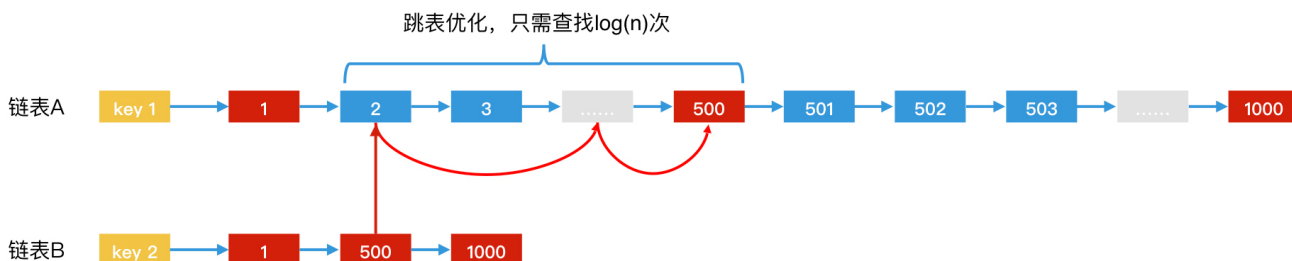 跳表优化，只需查找log(n)次
链表A key 1 1 2 3 ...... 500 501 502 503 ...... 1000
链表B key 2 1 500 1000